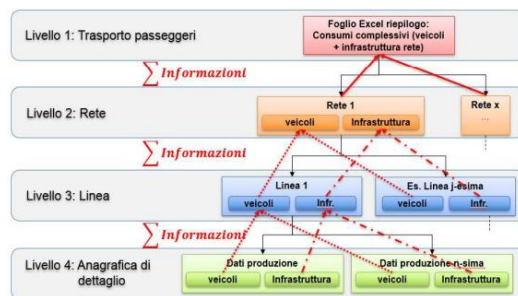 Livello 1: Trasporto passeggeri
Foglio Excel riepilogo:
Consumi complessivi (veicoli
+ infrastruttura rete)
∑ Informazioni
Livello 2: Rete
Rete 1
veicoli
Infrastruttura
Rete x
...
∑ Informazioni
Livello 3: Linea
Linea 1
veicoli
Infr.
Es. Linea j-esima
veicoli
Infr.
∑ Informazioni
Livello 4: Anagrafica di
dettaglio
Dati produzione
veicoli
Infrastruttura
Dati produzione n-sima
veicoli
Infrastruttura